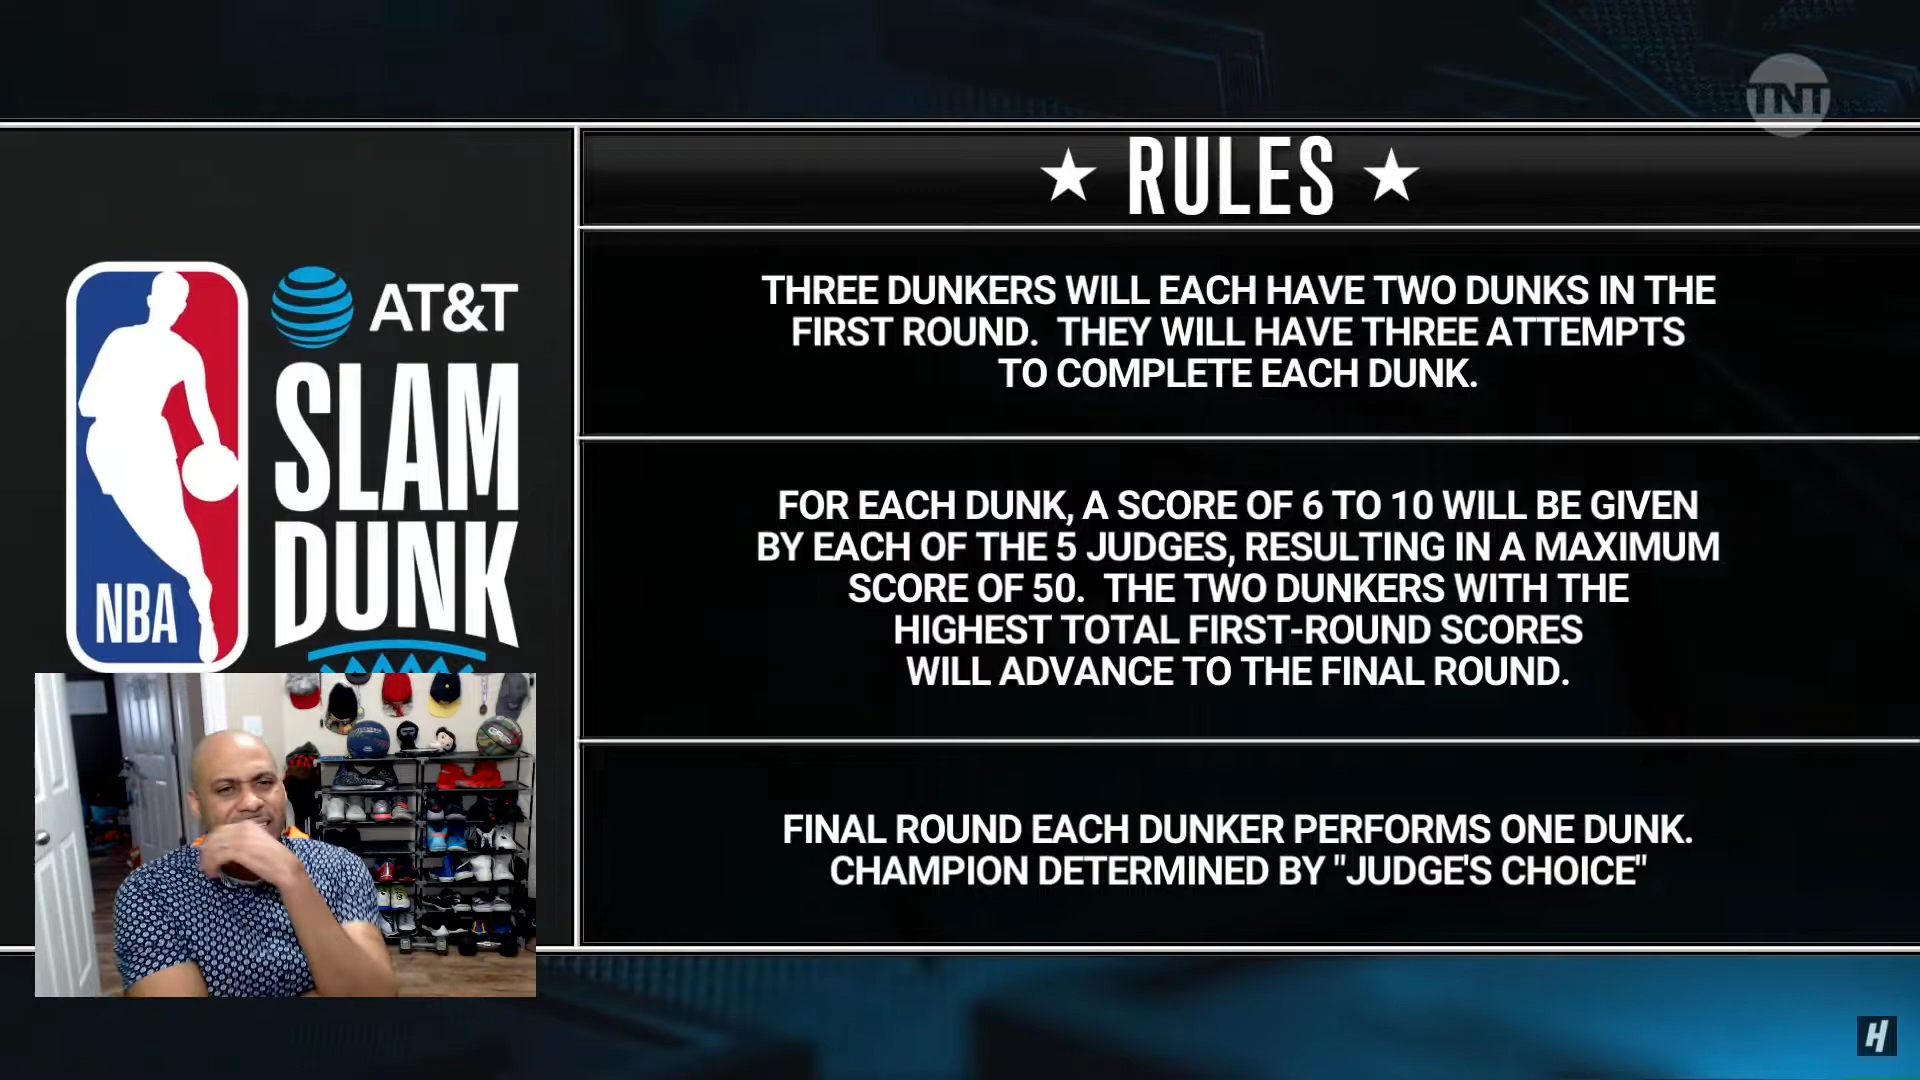 TNT
★ RULES ★
THREE DUNKERS WILL EACH HAVE TWO DUNKS IN THE
FIRST ROUND. THEY WILL HAVE THREE ATTEMPTS
TO COMPLETE EACH DUNK.
AT&T
SLAM
DUNK
NBA
FOR EACH DUNK, A SCORE OF 6 TO 10 WILL BE GIVEN
BY EACH OF THE 5 JUDGES, RESULTING IN A MAXIMUM
SCORE OF 50. THE TWO DUNKERS WITH THE
HIGHEST TOTAL FIRST-ROUND SCORES
WILL ADVANCE TO THE FINAL ROUND.
FINAL ROUND EACH DUNKER PERFORMS ONE DUNK.
CHAMPION DETERMINED BY "JUDGE'S CHOICE"
H